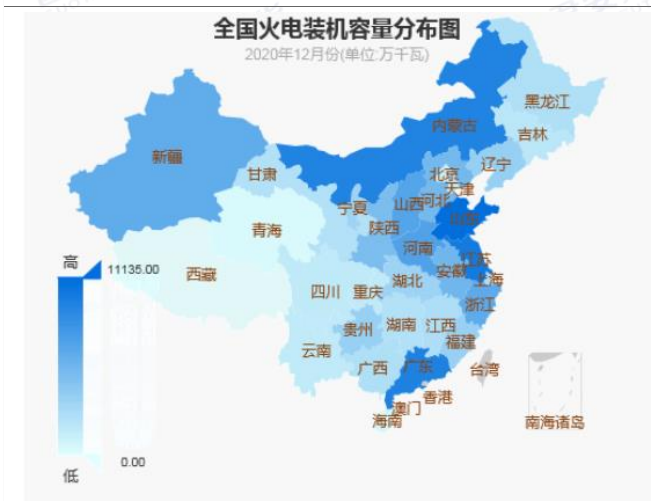 全国火电装机容量分布图
2020年12月份(单位:万千瓦)
黑龙江
内蒙古
吉林
新疆
辽宁
甘肃
北京
天津
宁夏
山西
河北
山东
青海
陕西
河南
高
11135.00
江苏
西藏
安徽
上海
湖北
四川
重庆
浙江
贵州
湖南
江西
福建
云南
广西
广东
台湾
香港
澳门
海南
南海诸岛
0.00
低